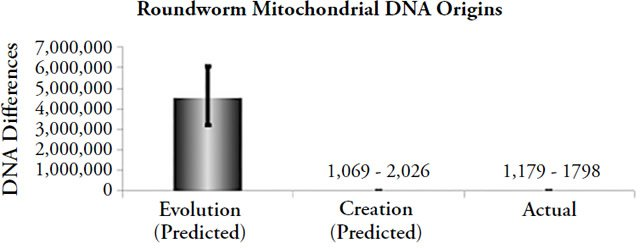 Roundworm Mitochondrial DNA Origins
DNA Differences
7,000,000
6,000,000
5,000,000
4,000,000
3,000,000
2,000,000
1,000,000
0
1,069 - 2,026
1,179 - 1798
Evolution
(Predicted)
Creation
(Predicted)
Actual